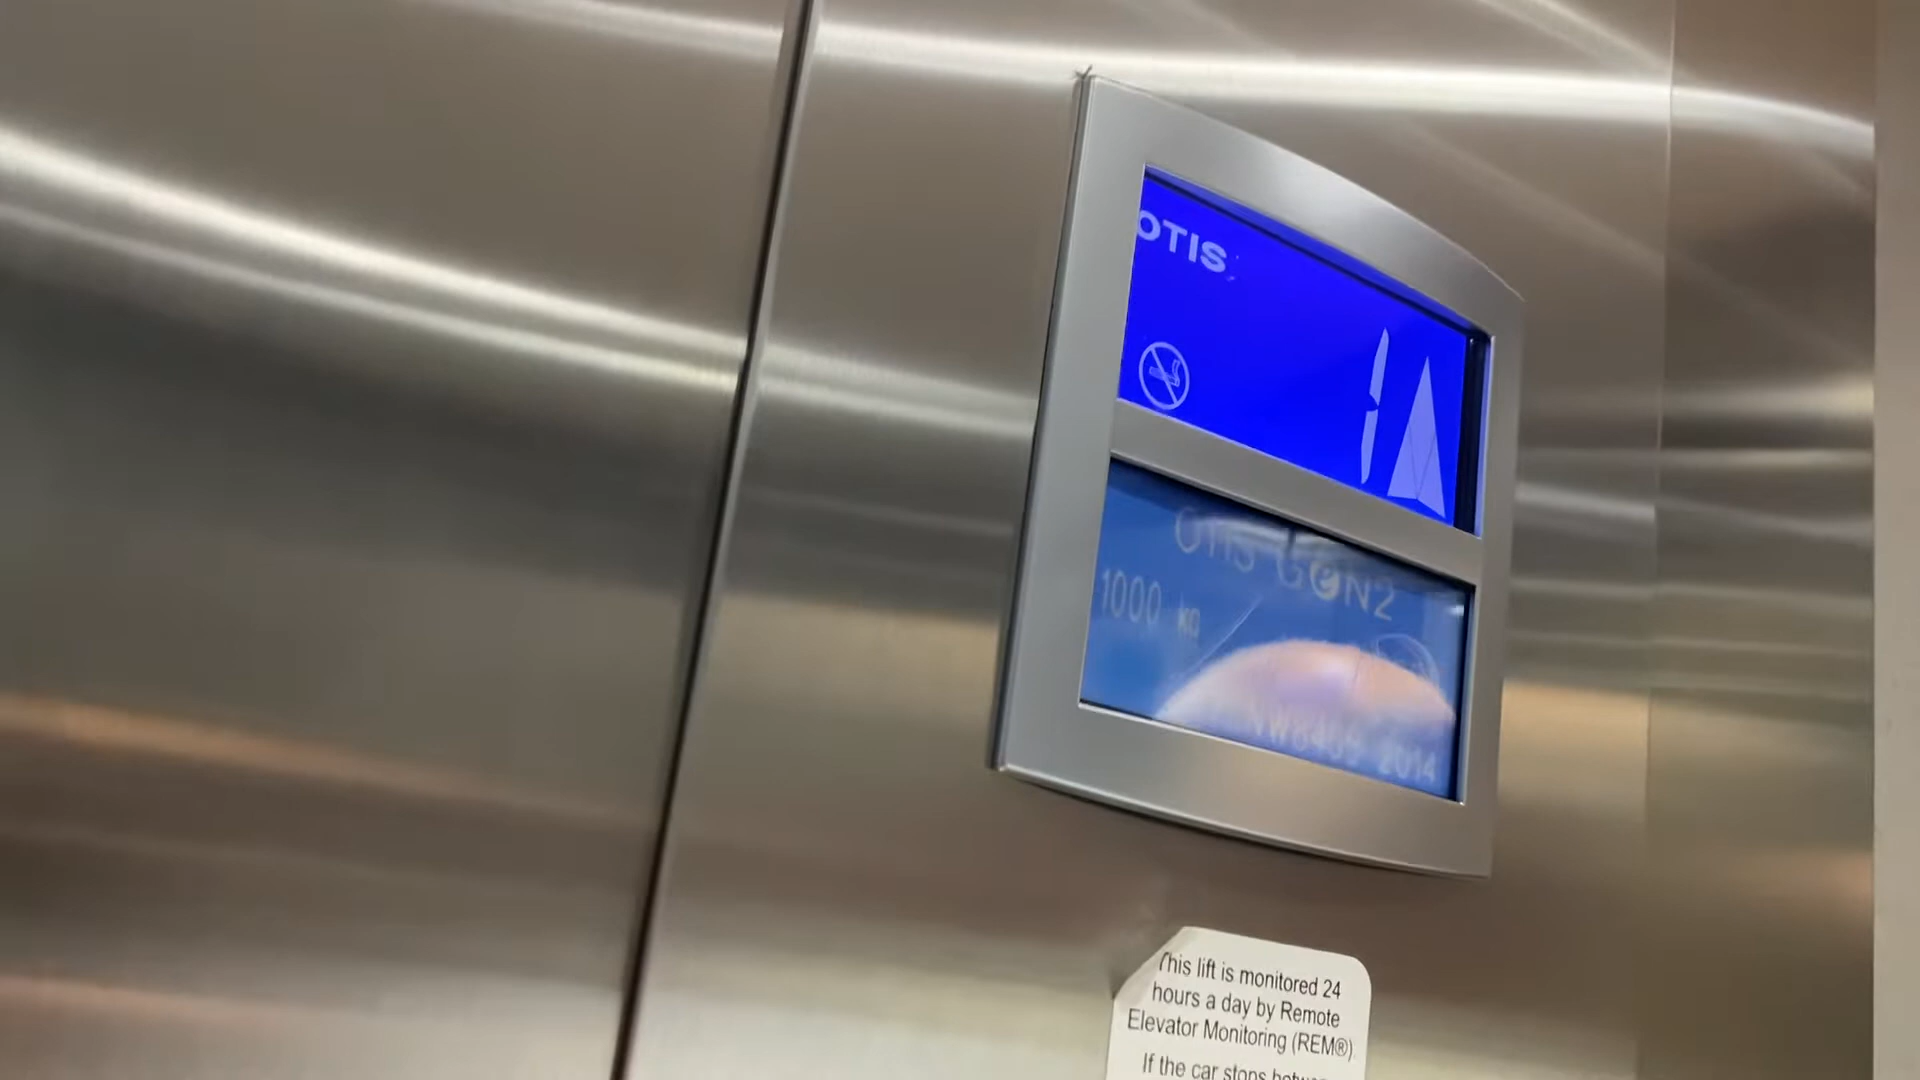 OTIS
1
OTIS GeN2
1000 kg
2014
This lift is monitored 24
hours a day by Remote
Elevator Monitoring (REM®)
If the car stops